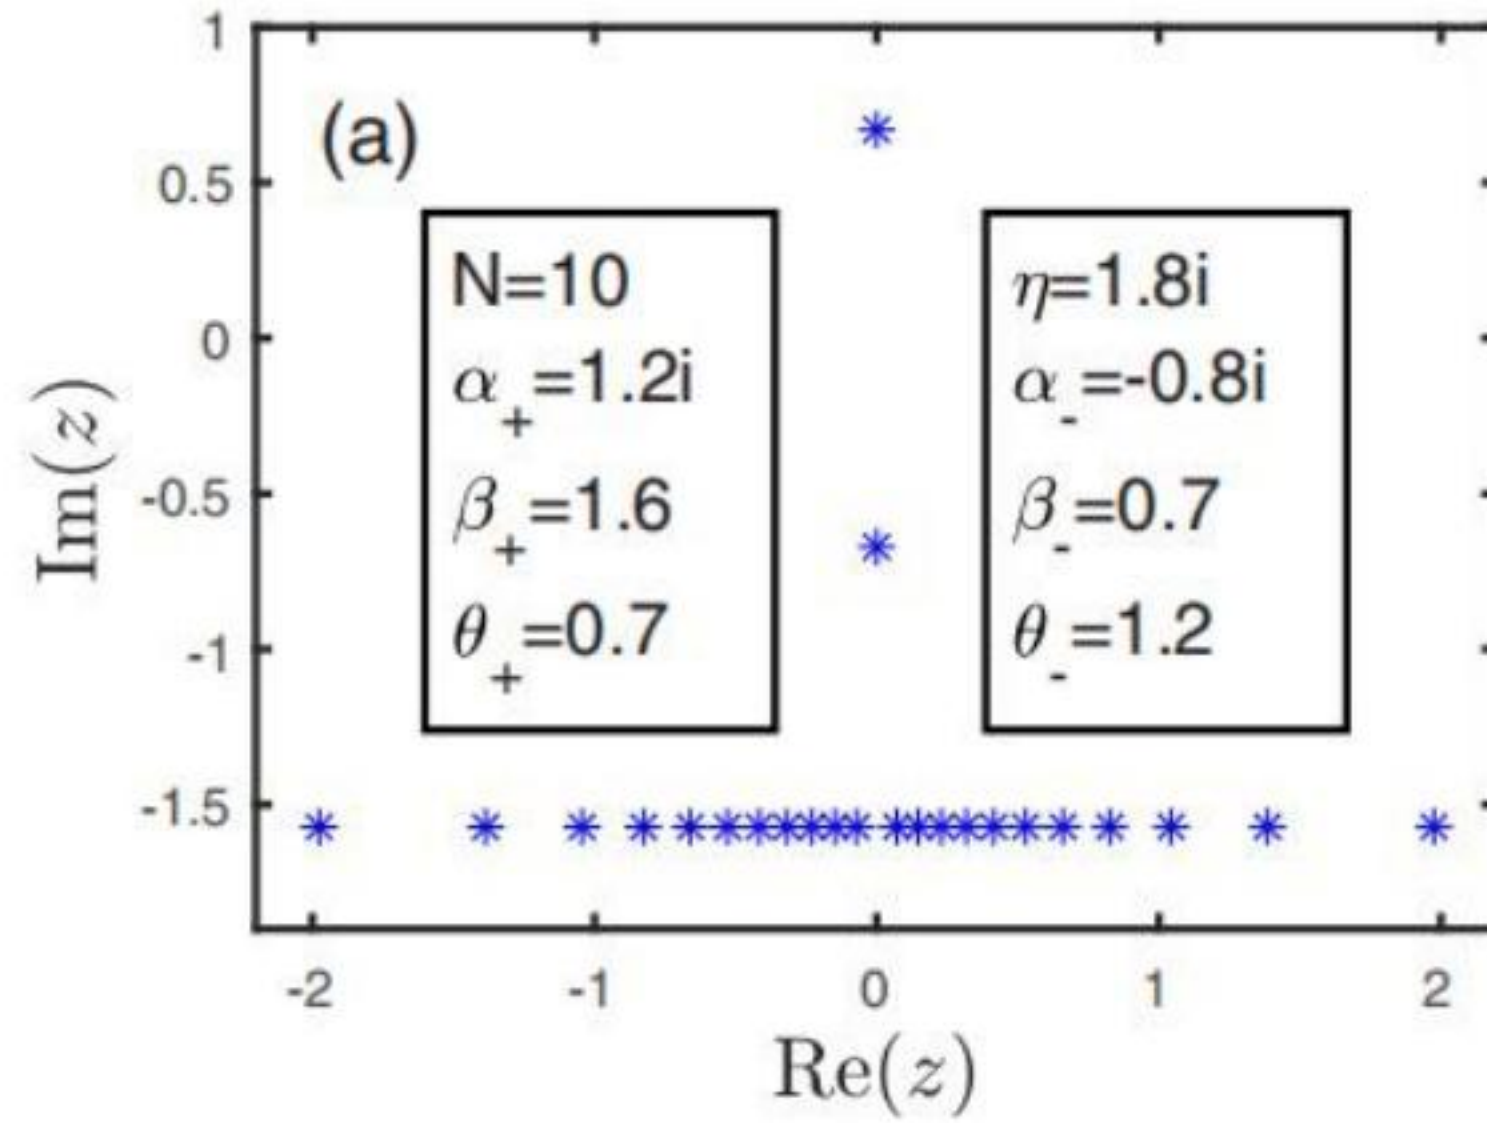 1
(a)
0.5
N=10
η=1.8i
0
α₊=1.2i
α₋=-0.8i
-0.5
β₊=1.6
β₋=0.7
-1
θ₊=0.7
θ₋=1.2
-1.5
Im(z)
-2 -1 0 1 2
Re(z)